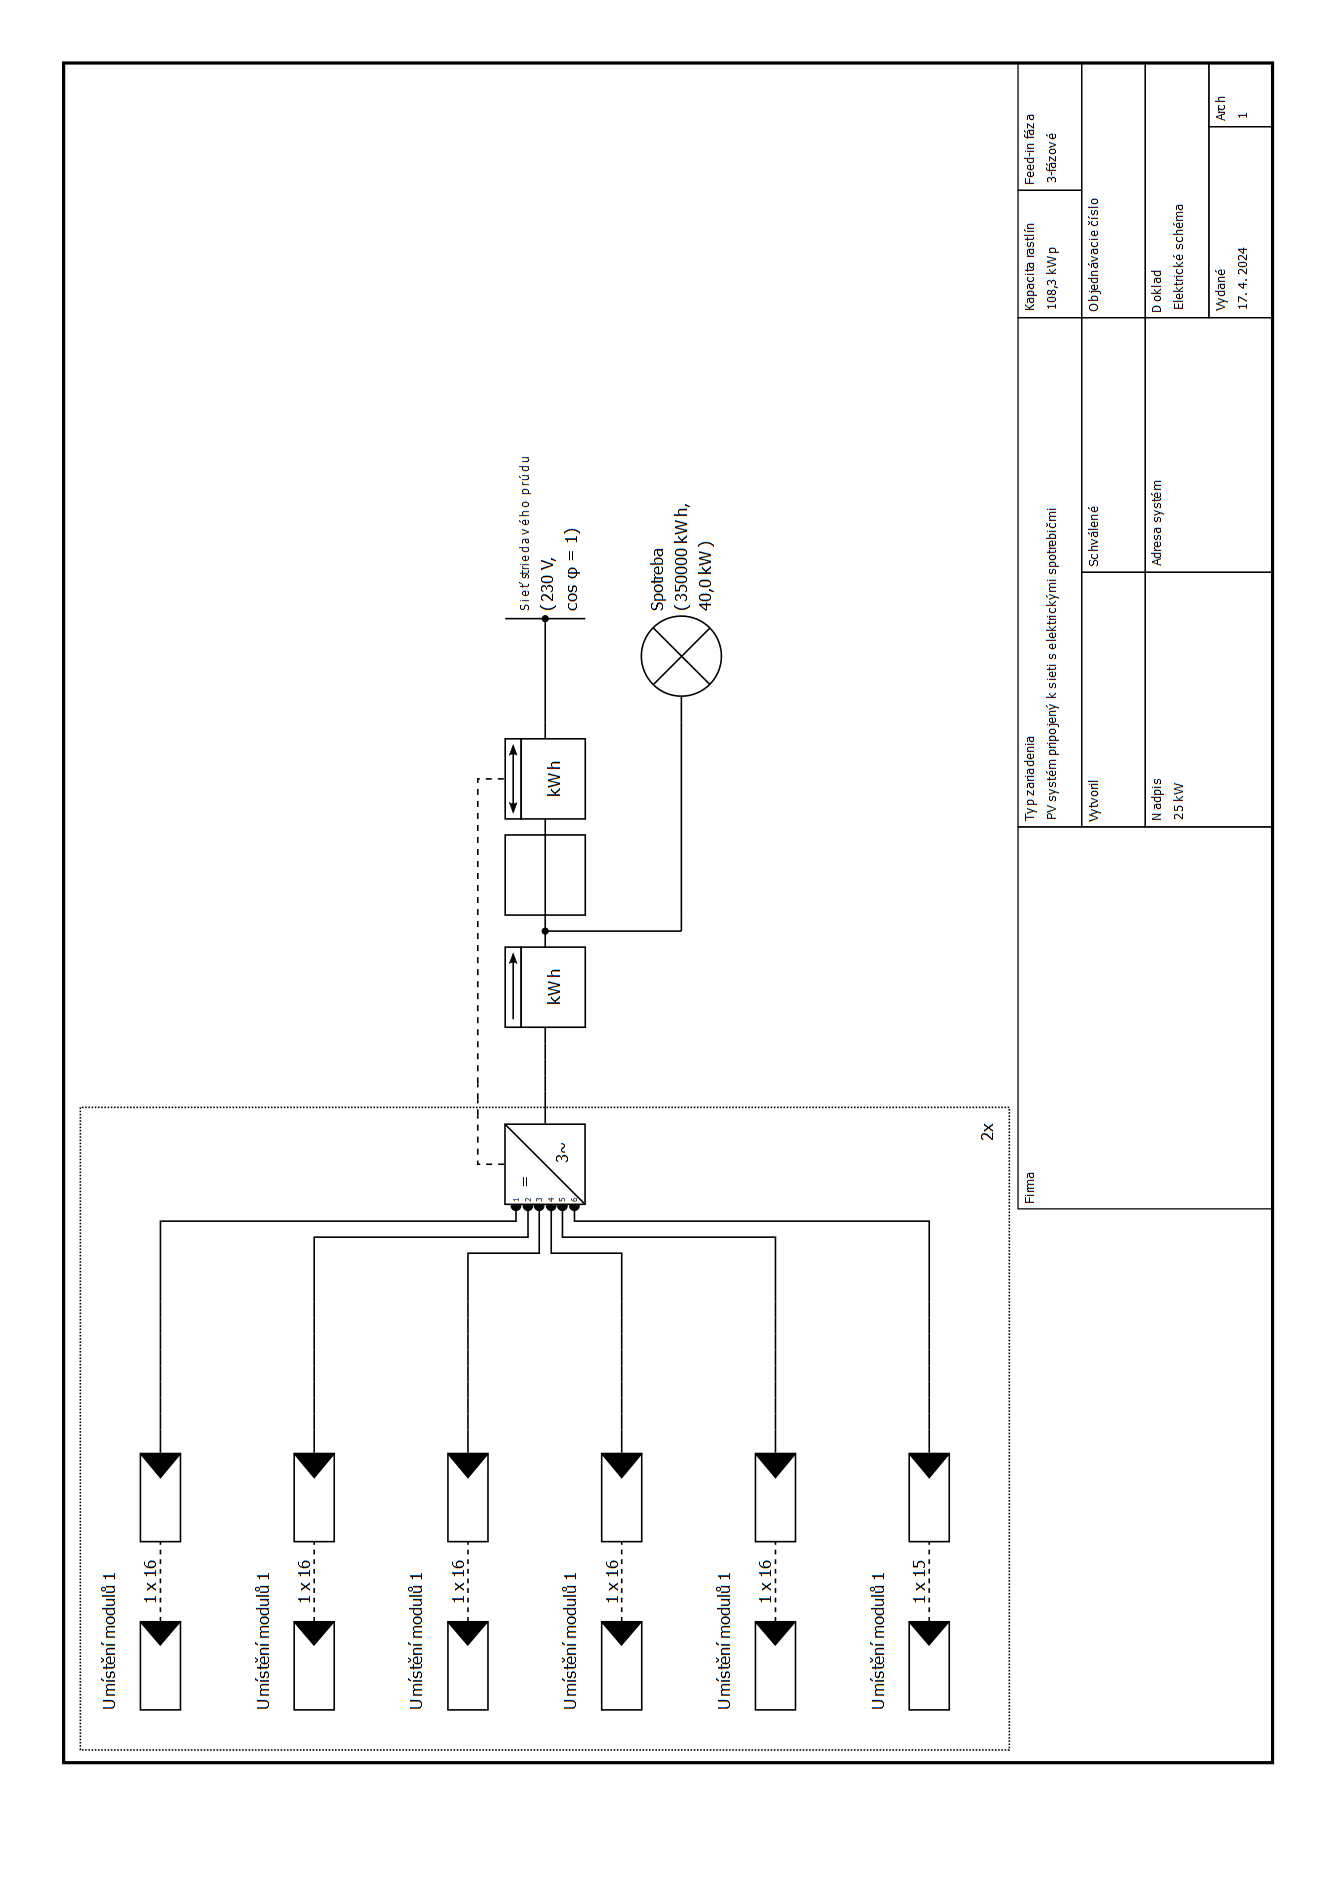 Umístění modulů 1
1 x 16
Umístění modulů 1
1 x 16
Umístění modulů 1
1 x 16
Umístění modulů 1
1 x 16
Umístění modulů 1
1 x 16
Umístění modulů 1
1 x 15
1
2
3
4
5
6
=
3~
2x
kWh
kWh
Sieť striedavého prúdu
(230 V,
cos φ = 1)
Spotreba
(350000 kWh,
40,0 kW)
Firma
Typ zariadenia
PV systém pripojený k sieti s elektrickými spotrebičmi
Kapacita rastlín
108,3 kWp
Feed-in fáza
3-fázové
Vytvoril
Schválené
Objednávacie číslo
Nadpis
25 kW
Adresa systém
Doklad
Elektrické schéma
Vydané
17. 4. 2024
Arch
1